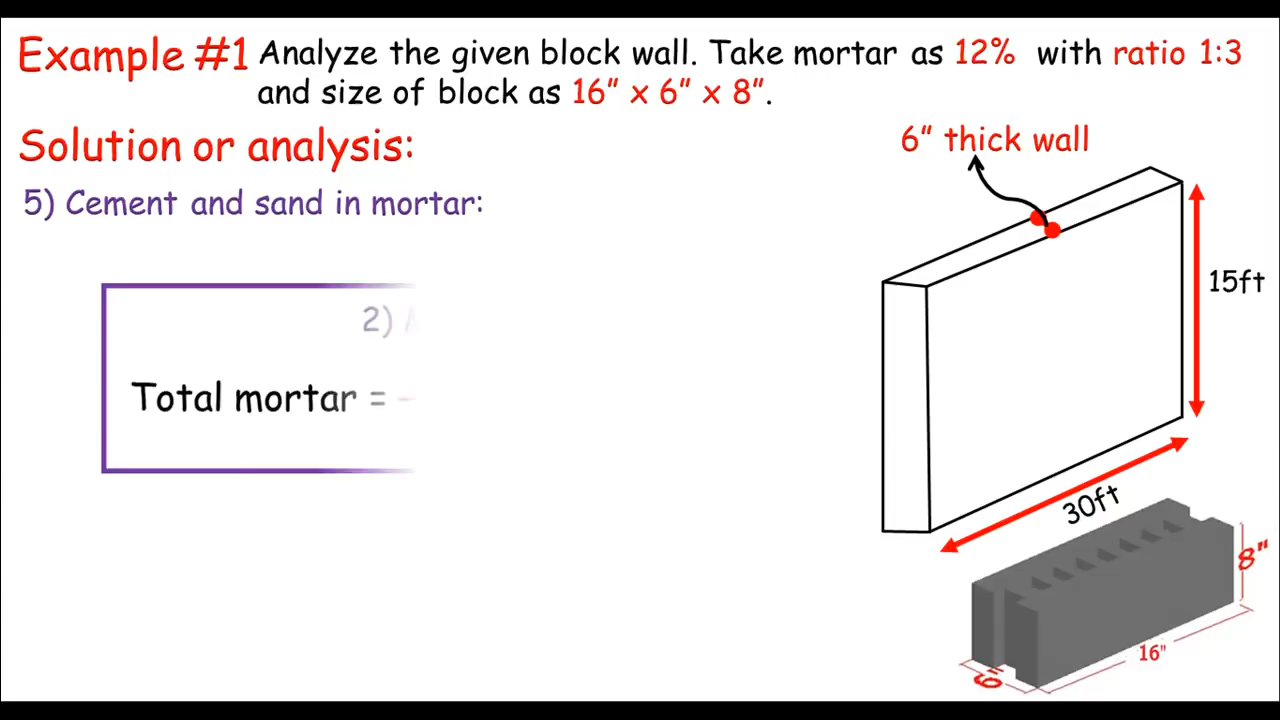 Example #1 Analyze the given block wall. Take mortar as 12% with ratio 1:3
and size of block as 16” x 6” x 8”.
Solution or analysis:
6” thick wall
5) Cement and sand in mortar:
15ft
2)
Total mortar =
30ft
8"
16"
6"